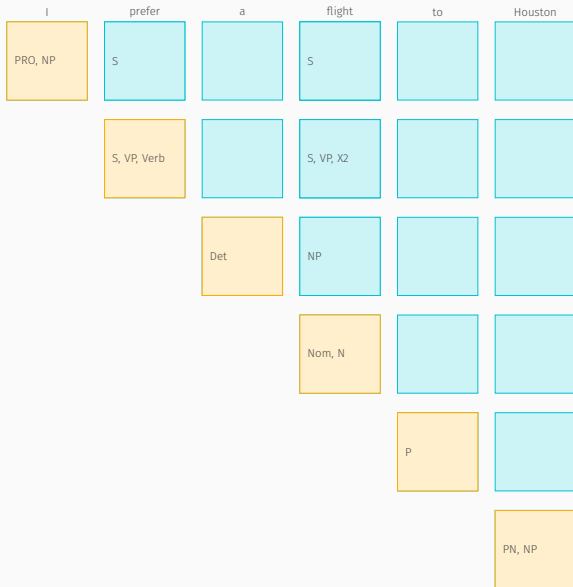 I prefer a flight to Houston
PRO, NP S S
S, VP, Verb S, VP, X2
Det NP
Nom, N
P
PN, NP